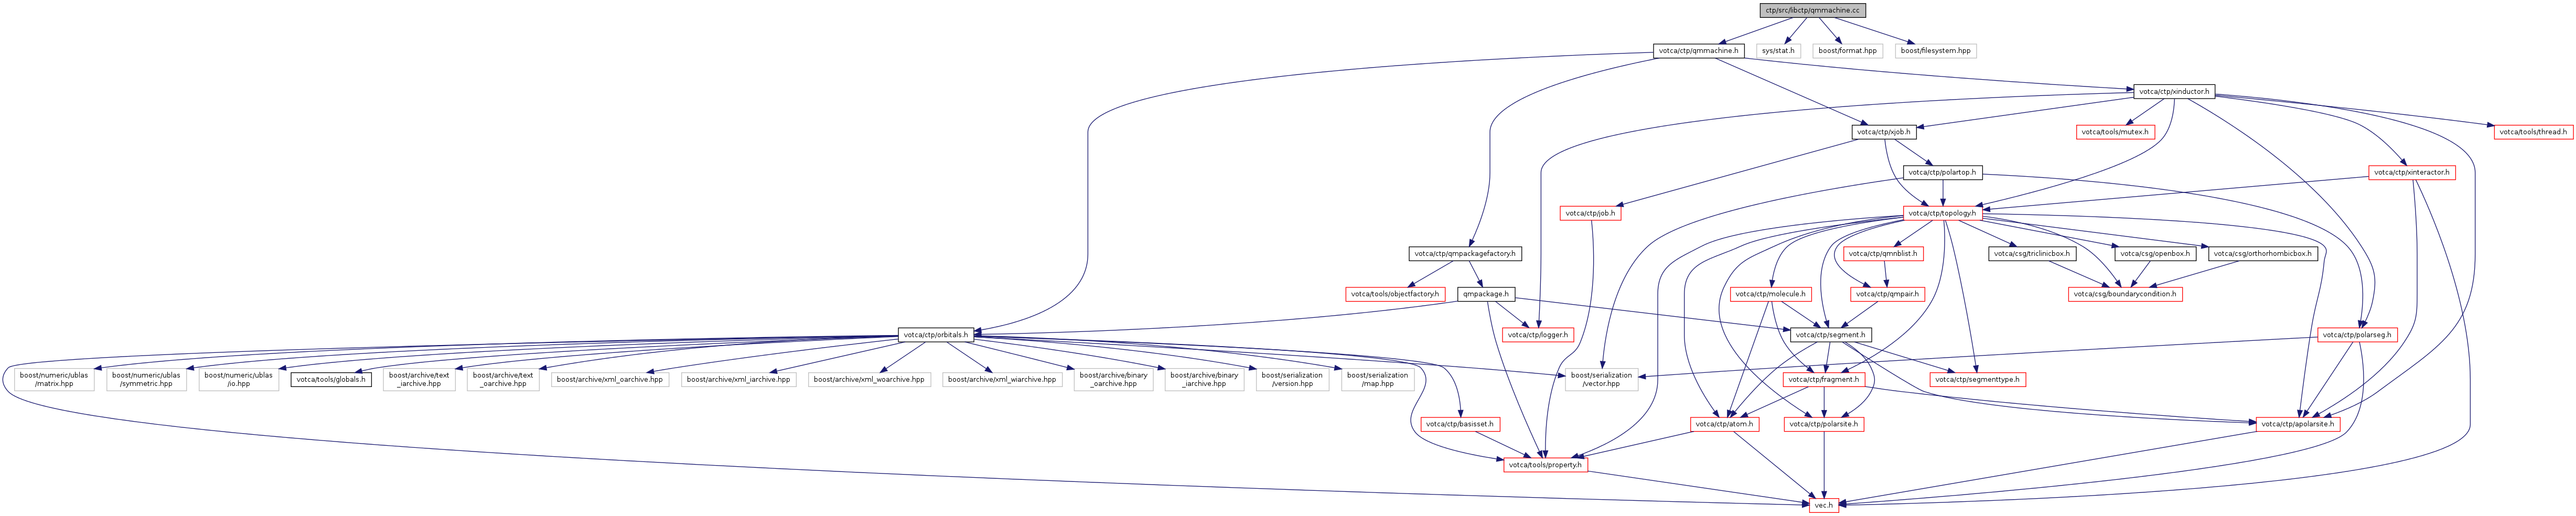 ctp/src/libctp/qmmachine.cc
votca/ctp/qmmachine.h
sys/stat.h
boost/format.hpp
boost/filesystem.hpp
votca/ctp/xinductor.h
votca/ctp/xjob.h
votca/tools/mutex.h
votca/tools/thread.h
votca/ctp/polartop.h
votca/ctp/xinteractor.h
votca/ctp/job.h
votca/ctp/topology.h
votca/ctp/qmpackagefactory.h
votca/ctp/qmnblist.h
votca/csg/triclinicbox.h
votca/csg/openbox.h
votca/csg/orthorhombicbox.h
votca/tools/objectfactory.h
qmpackage.h
votca/ctp/molecule.h
votca/ctp/qmpair.h
votca/csg/boundarycondition.h
votca/ctp/orbitals.h
votca/ctp/logger.h
votca/ctp/segment.h
votca/ctp/polarseg.h
boost/numeric/ublas
/matrix.hpp
boost/numeric/ublas
/symmetric.hpp
boost/numeric/ublas
/io.hpp
votca/tools/globals.h
boost/archive/text
_iarchive.hpp
boost/archive/text
_oarchive.hpp
boost/archive/xml_oarchive.hpp
boost/archive/xml_iarchive.hpp
boost/archive/xml_woarchive.hpp
boost/archive/xml_wiarchive.hpp
boost/archive/binary
_oarchive.hpp
boost/archive/binary
_iarchive.hpp
boost/serialization
/version.hpp
boost/serialization
/map.hpp
boost/serialization
/vector.hpp
votca/ctp/fragment.h
votca/ctp/segmenttype.h
votca/ctp/basisset.h
votca/ctp/atom.h
votca/ctp/polarsite.h
votca/ctp/apolarsite.h
votca/tools/property.h
vec.h